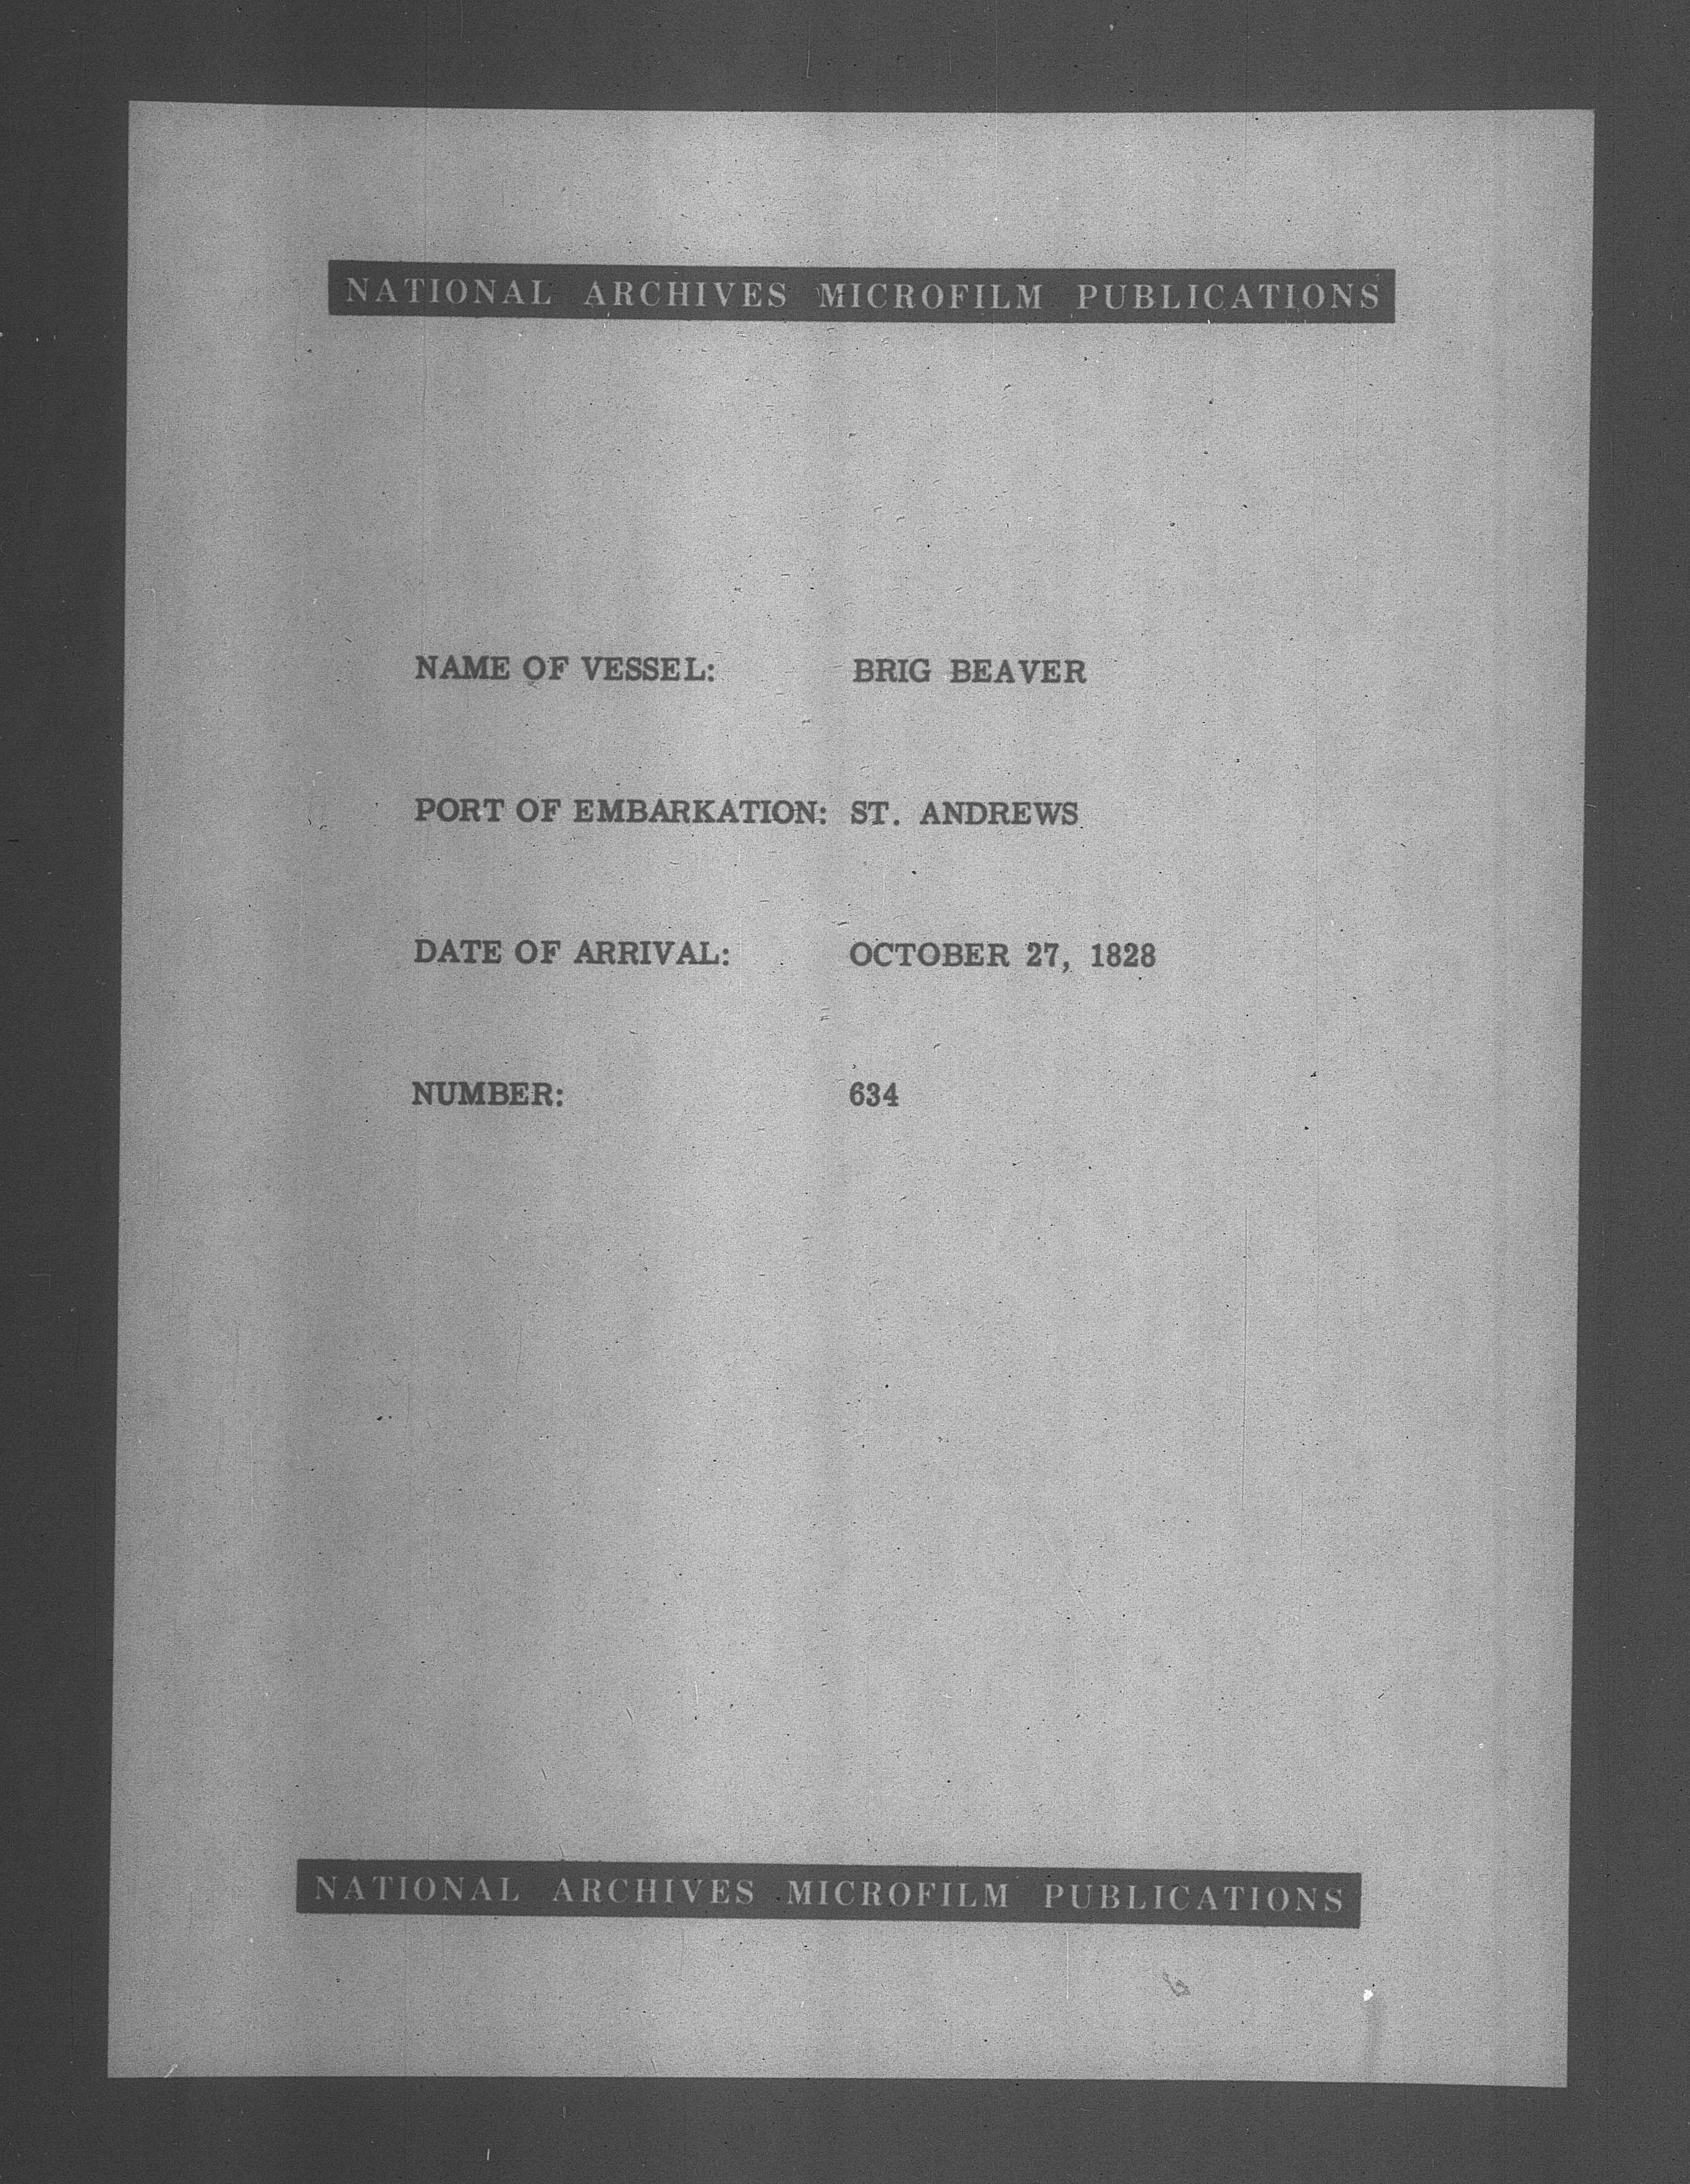 NATIONAL ARCHIVES MICROFILM PUBLICATIONS
NAME OF VESSEL: BRIG BEAVER
PORT OF EMBARKATION: ST. ANDREWS
DATE OF ARRIVAL: OCTOBER 27, 1828
NUMBER: 634
NATIONAL ARCHIVES MICROFILM PUBLICATIONS